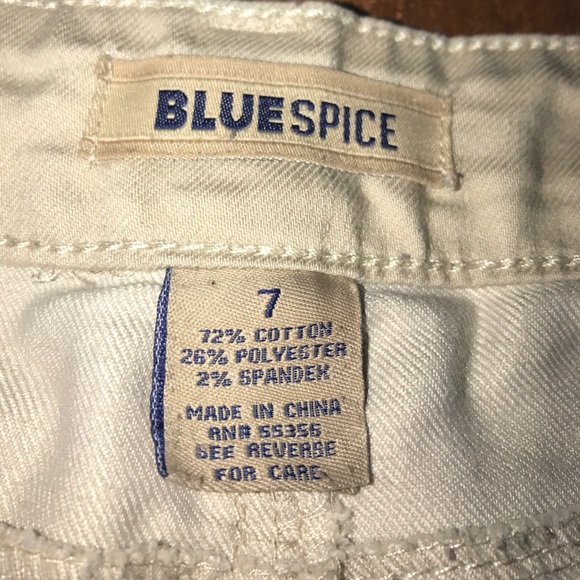 BLUESPICE
7
72% COTTON
26% POLYESTER
2% SPANDEX
MADE IN CHINA
RN# 55356
SEE REVERSE
FOR CARE